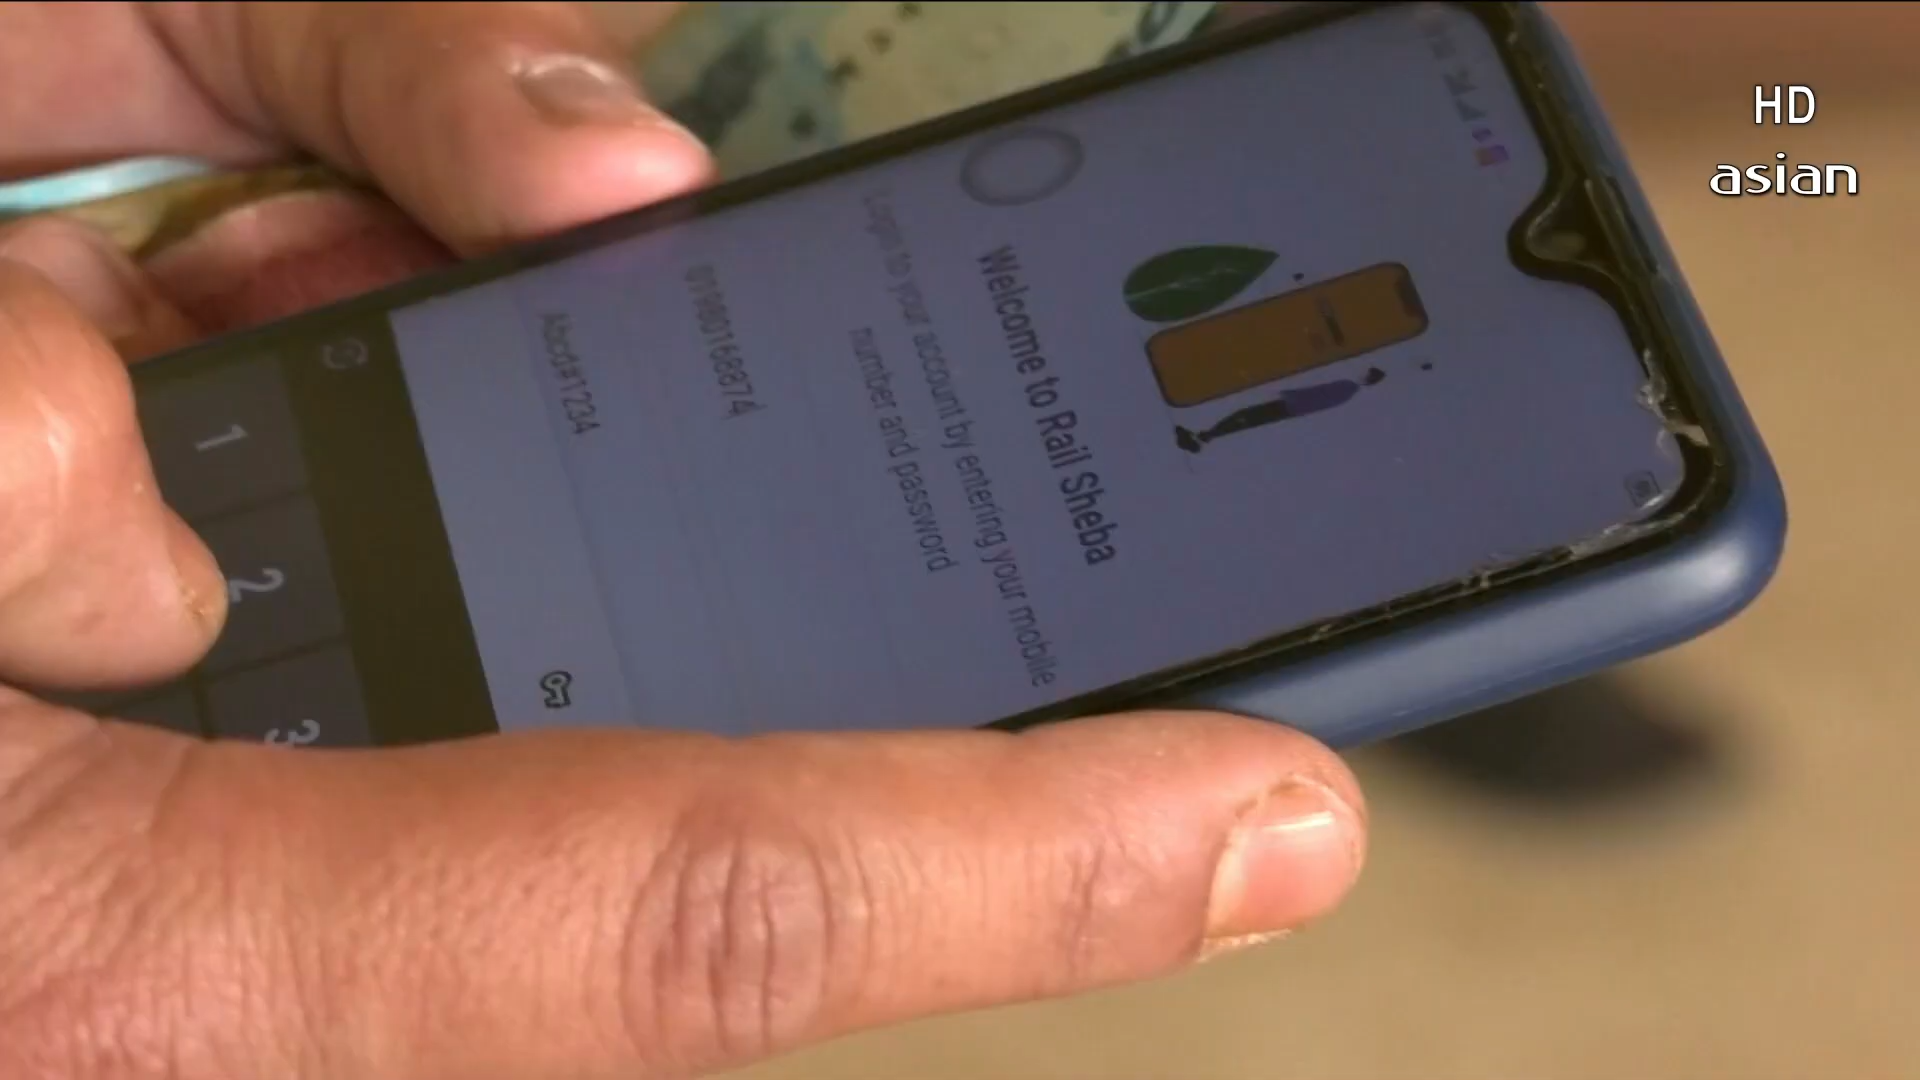 HD
asian
Welcome to Rail Sheba
Login to your account by entering your mobile
number and password
Abcd#1234
1
2
3